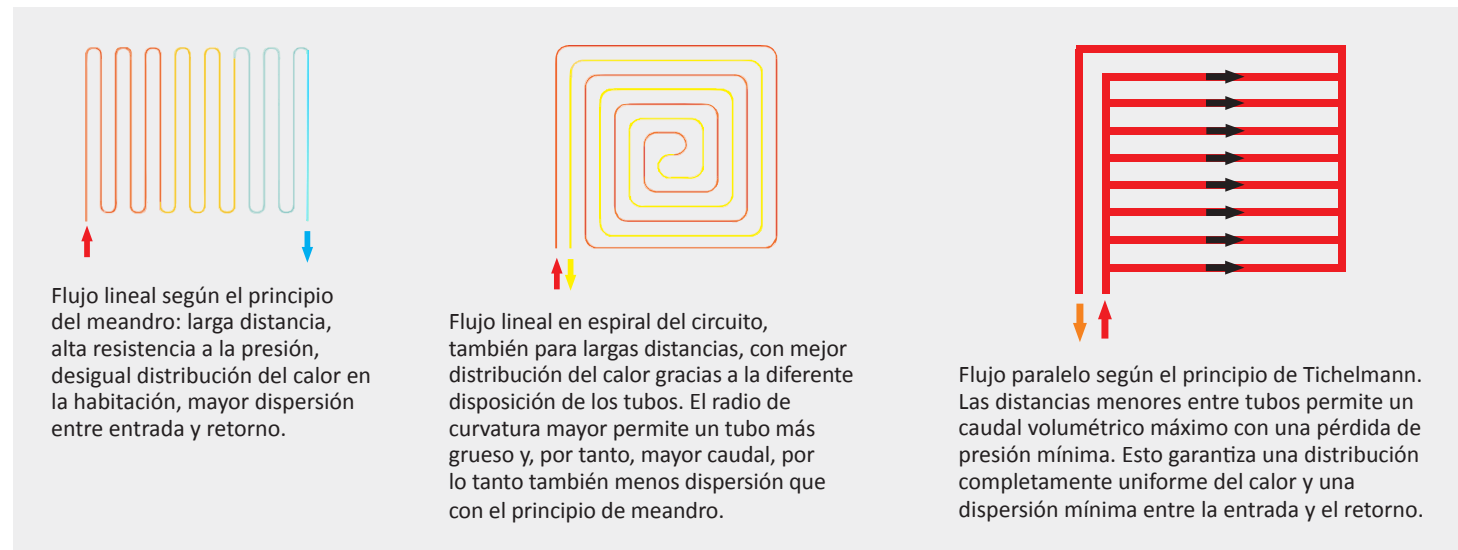 Flujo lineal según el principio
del meandro: larga distancia,
alta resistencia a la presión,
desigual distribución del calor en
la habitación, mayor dispersión
entre entrada y retorno.
Flujo lineal en espiral del circuito,
también para largas distancias, con mejor
distribución del calor gracias a la diferente
disposición de los tubos. El radio de
curvatura mayor permite un tubo más
grueso y, por tanto, mayor caudal, por
lo tanto también menos dispersión que
con el principio de meandro.
Flujo paralelo según el principio de Tichelmann.
Las distancias menores entre tubos permite un
caudal volumétrico máximo con una pérdida de
presión mínima. Esto garantiza una distribución
completamente uniforme del calor y una
dispersión mínima entre la entrada y el retorno.